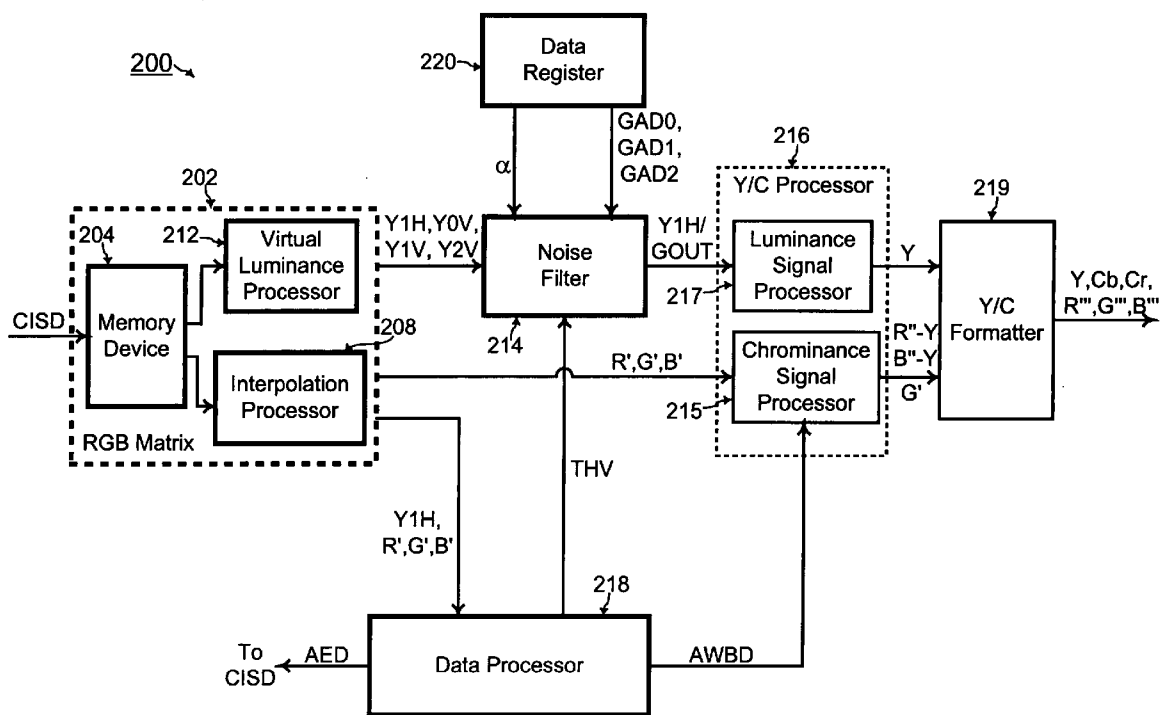 200
220
Data
Register
α
GAD0,
GAD1,
GAD2
216
Y/C Processor
202
204
212
Virtual
Luminance
Processor
Memory
Device
CISD
208
Interpolation
Processor
RGB Matrix
Y1H,Y0V,
Y1V, Y2V
Noise
Filter
214
Y1H/
GOUT
Luminance
Signal
Processor
217
Y
219
Y/C
Formatter
Y,Cb,Cr,
R''',G''',B'''
R',G',B'
Chrominance
Signal
Processor
215
R''-Y
B''-Y
G'
THV
Y1H,
R',G',B'
218
Data Processor
To
CISD
AED
AWBD